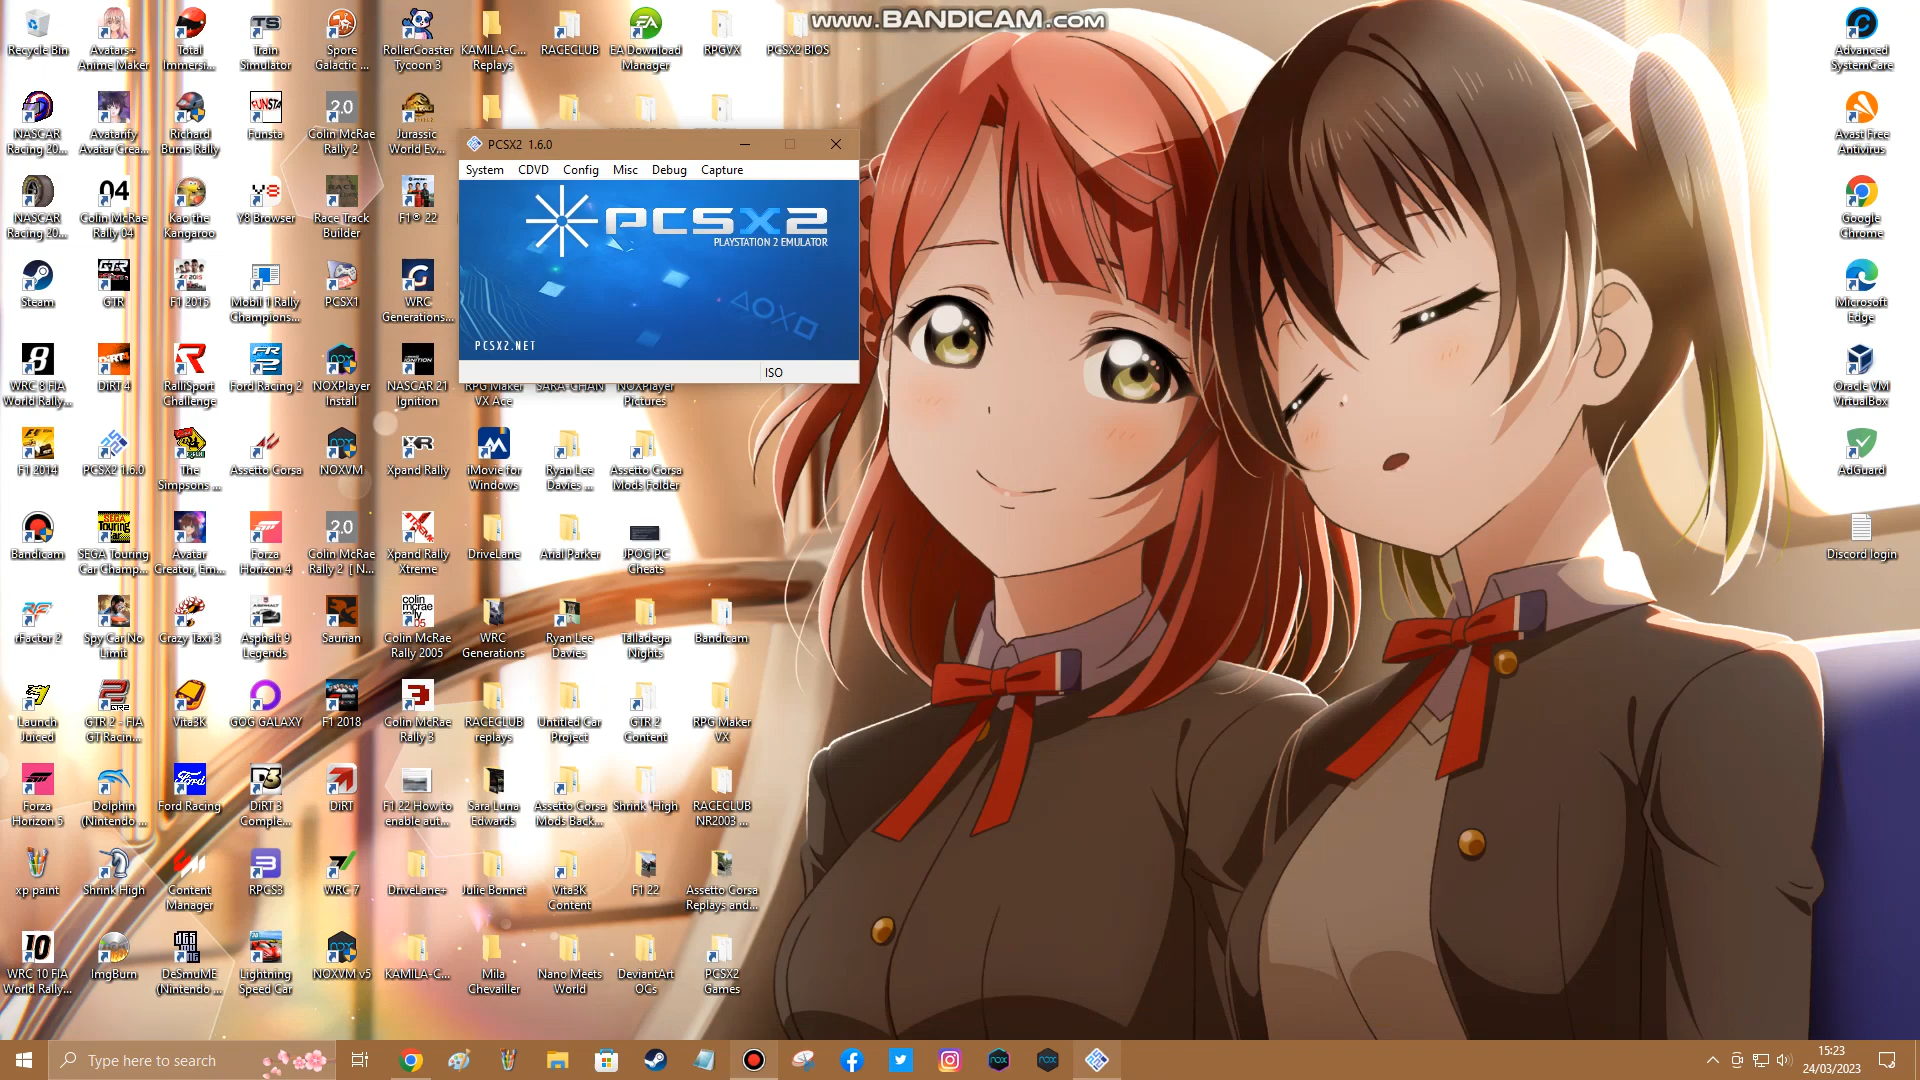 www.BANDICAM.com
Recycle Bin
Avatars+ Anime Maker
Total Immersi...
Train Simulator
Spore Galactic ...
RollerCoaster Tycoon 3
KAMILA-C... Replays
RACECLUB
EA Download Manager
RPGVX
PCSX2 BIOS
Advanced SystemCare
NASCAR Racing 20...
Avatarify Avatar Crea...
Richard Burns Rally
Funsta
Colin McRae Rally 2
Jurassic World Ev...
Avast Free Antivirus
PCSX2 1.6.0
System CDVD Config Misc Debug Capture
PCSX2
PLAYSTATION 2 EMULATOR
PCSX2.NET
ISO
NASCAR Racing 20...
Colin McRae Rally 04
Kao the Kangaroo
Y8 Browser
Race Track Builder
F1® 22
Google Chrome
Steam
GTR
F1 2015
Mobil 1 Rally Champions...
PCSX1
WRC Generations...
Microsoft Edge
WRC 8 FIA World Rally...
DiRT 4
RalliSport Challenge
Ford Racing 2
NOXPlayer Install
NASCAR 21 Ignition
RPG Maker VX Ace
SARA-CHAN
NOXPlayer Pictures
Oracle VM VirtualBox
F1 2014
PCSX2 1.6.0
The Simpsons ...
Assetto Corsa
NOXVM
Xpand Rally
iMovie for Windows
Ryan Lee Davies ...
Assetto Corsa Mods Folder
AdGuard
Bandicam
SEGA Touring Car Champ...
Avatar Creator, Em...
Forza Horizon 4
Colin McRae Rally 2 [ N...
Xpand Rally Xtreme
DriveLane
Arial Parker
JPOG PC Cheats
Discord login
rFactor 2
Spy Car No Limit
Crazy Taxi 3
Asphalt 9 Legends
Saurian
Colin McRae Rally 2005
WRC Generations
Ryan Lee Davies
Talladega Nights
Bandicam
Launch Juiced
GTR 2 - FIA GT Racin...
Vita3K
GOG GALAXY
F1 2018
Colin McRae Rally 3
RACECLUB replays
Untitled Car Project
GTR 2 Content
RPG Maker VX
Forza Horizon 5
Dolphin (Nintendo ...
Ford Racing
DiRT 3 Comple...
DiRT
F1 22 How to enable aut...
Sara Luna Edwards
Assetto Corsa Mods Back...
Shrink High
RACECLUB NR2003 ...
xp paint
Shrink High
Content Manager
RPCS3
WRC 7
DriveLane+
Julie Bonnet
Vita3K Content
F1 22
Assetto Corsa Replays and...
WRC 10 FIA World Rally...
ImgBurn
DeSmuME (Nintendo ...
Lightning Speed Car
NOXVM v5
KAMILA-C...
Mila Chevailler
Nano Meets World
DeviantArt OCs
PCSX2 Games
Type here to search
15:23
24/03/2023